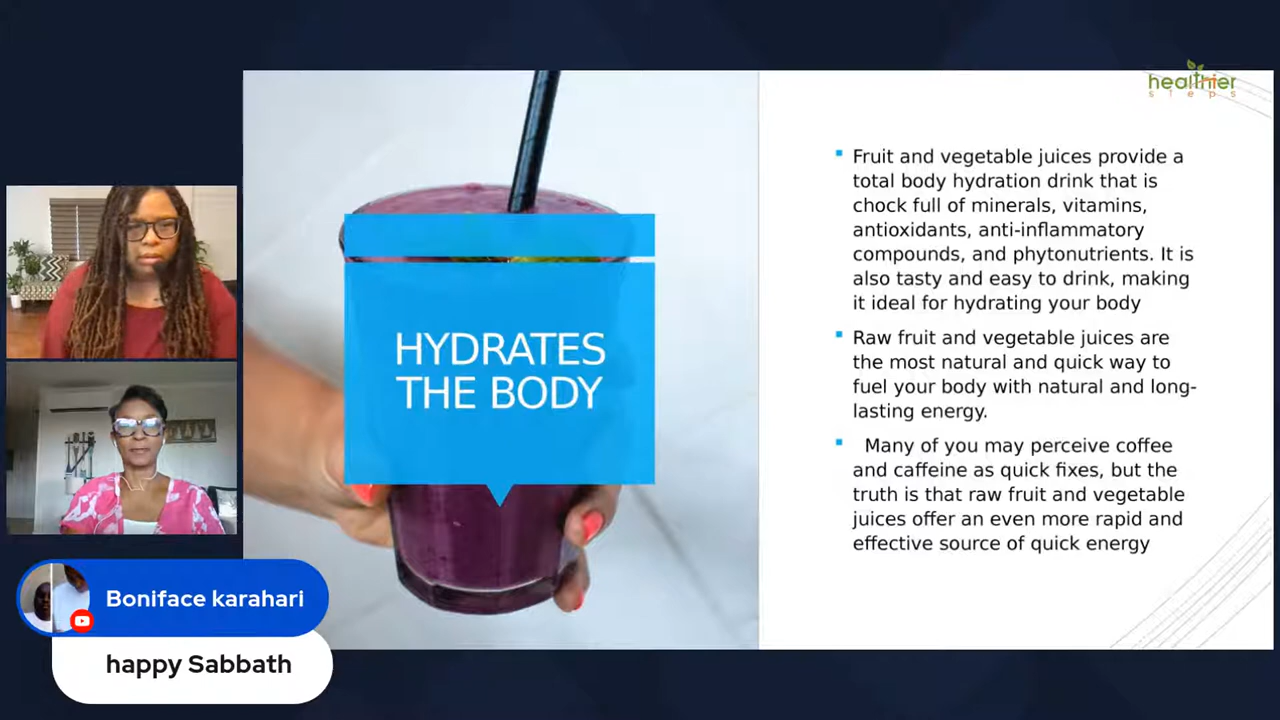 healthier
steps
HYDRATES
THE BODY
Fruit and vegetable juices provide a
total body hydration drink that is
chock full of minerals, vitamins,
antioxidants, anti-inflammatory
compounds, and phytonutrients. It is
also tasty and easy to drink, making
it ideal for hydrating your body
Raw fruit and vegetable juices are
the most natural and quick way to
fuel your body with natural and long-
lasting energy.
Many of you may perceive coffee
and caffeine as quick fixes, but the
truth is that raw fruit and vegetable
juices offer an even more rapid and
effective source of quick energy
Boniface karahari
happy Sabbath